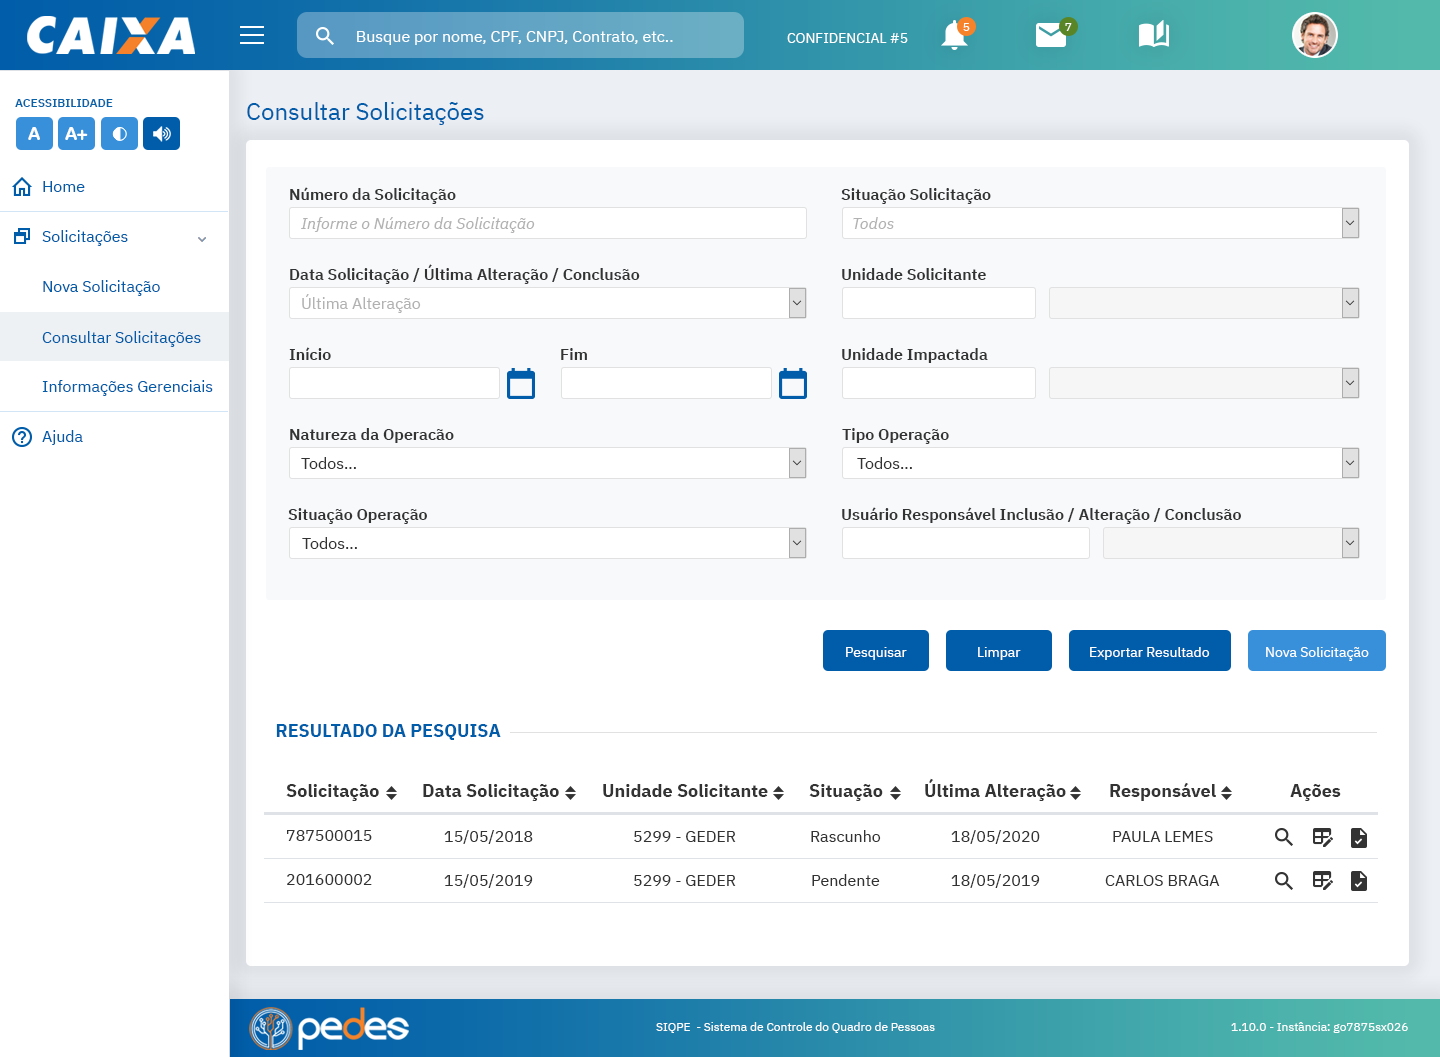 CAIXA
Busque por nome, CPF, CNPJ, Contrato, etc..
CONFIDENCIAL #5
5
7
ACESSIBILIDADE
A A+
Home
Solicitações
Nova Solicitação
Consultar Solicitações
Informações Gerenciais
Ajuda
Consultar Solicitações
Número da Solicitação
Informe o Número da Solicitação
Situação Solicitação
Todos
Data Solicitação / Última Alteração / Conclusão
Última Alteração
Unidade Solicitante
Início
Fim
Unidade Impactada
Natureza da Operacão
Todos...
Tipo Operação
Todos...
Situação Operação
Todos...
Usuário Responsável Inclusão / Alteração / Conclusão
Pesquisar
Limpar
Exportar Resultado
Nova Solicitação
RESULTADO DA PESQUISA
Solicitação Data Solicitação Unidade Solicitante Situação Última Alteração Responsável Ações
787500015 15/05/2018 5299 - GEDER Rascunho 18/05/2020 PAULA LEMES
201600002 15/05/2019 5299 - GEDER Pendente 18/05/2019 CARLOS BRAGA
pedes
SIQPE - Sistema de Controle do Quadro de Pessoas
1.10.0 - Instância: go7875sx026